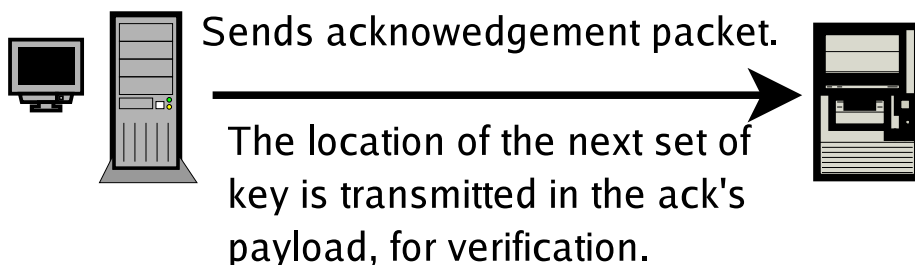 Sends acknowedgement packet.
The location of the next set of
key is transmitted in the ack's
payload, for verification.